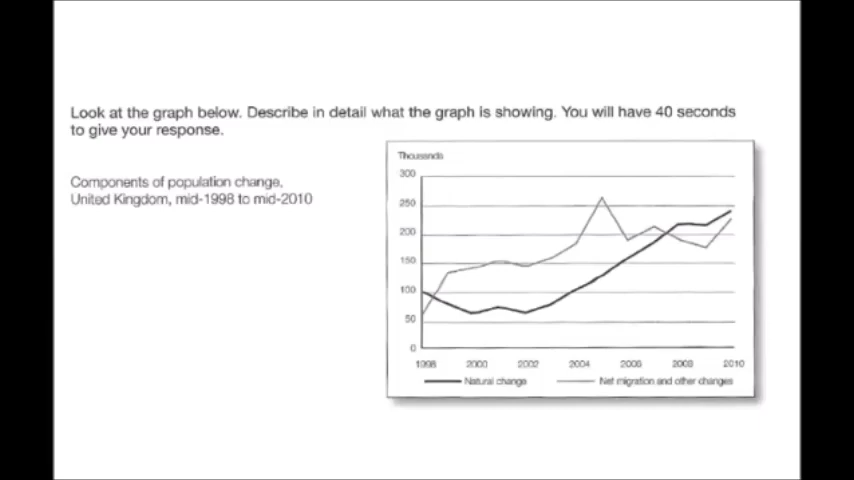 Look at the graph below. Describe in detail what the graph is showing. You will have 40 seconds
to give your response.
Components of population change,
United Kingdom, mid-1998 to mid-2010
Thousands
300
250
200
150
100
50
0
1998 2000 2002 2004 2006 2008 2010
Natural change Net migration and other changes